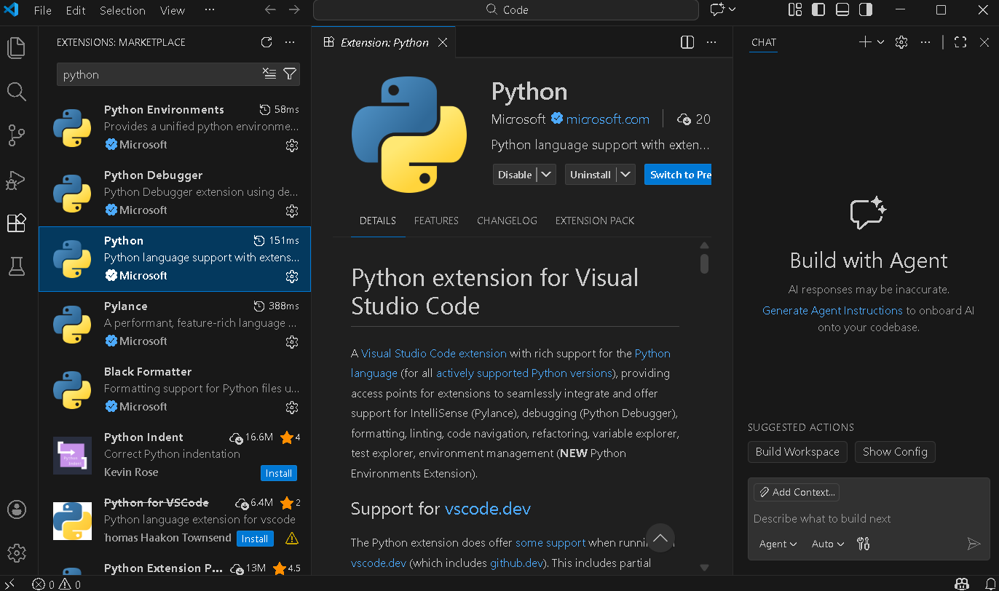 File Edit Selection View ···
Code
EXTENSIONS: MARKETPLACE
python
Python Environments 58ms
Provides a unified python environme...
Microsoft
Python Debugger
Python Debugger extension using de...
Microsoft
Python 151ms
Python language support with extens...
Microsoft
Pylance 388ms
A performant, feature-rich language ...
Microsoft
Black Formatter
Formatting support for Python files u...
Microsoft
Python Indent 16.6M 4
Correct Python indentation
Kevin Rose Install
Python for VSCode 6.4M 2
Python language extension for vscode
homas Haakon Townsend Install
Python Extension P... 13M 4.5
0 0
Extension: Python
Python
Microsoft microsoft.com 20
Python language support with exten...
Disable Uninstall Switch to Pre
DETAILS FEATURES CHANGELOG EXTENSION PACK
Python extension for Visual
Studio Code
A Visual Studio Code extension with rich support for the Python
language (for all actively supported Python versions), providing
access points for extensions to seamlessly integrate and offer
support for IntelliSense (Pylance), debugging (Python Debugger),
formatting, linting, code navigation, refactoring, variable explorer,
test explorer, environment management (NEW Python
Environments Extension).
Support for vscode.dev
The Python extension does offer some support when runni
vscode.dev (which includes github.dev). This includes partial
CHAT
Build with Agent
AI responses may be inaccurate.
Generate Agent Instructions to onboard AI
onto your codebase.
SUGGESTED ACTIONS
Build Workspace Show Config
Add Context...
Describe what to build next
Agent Auto